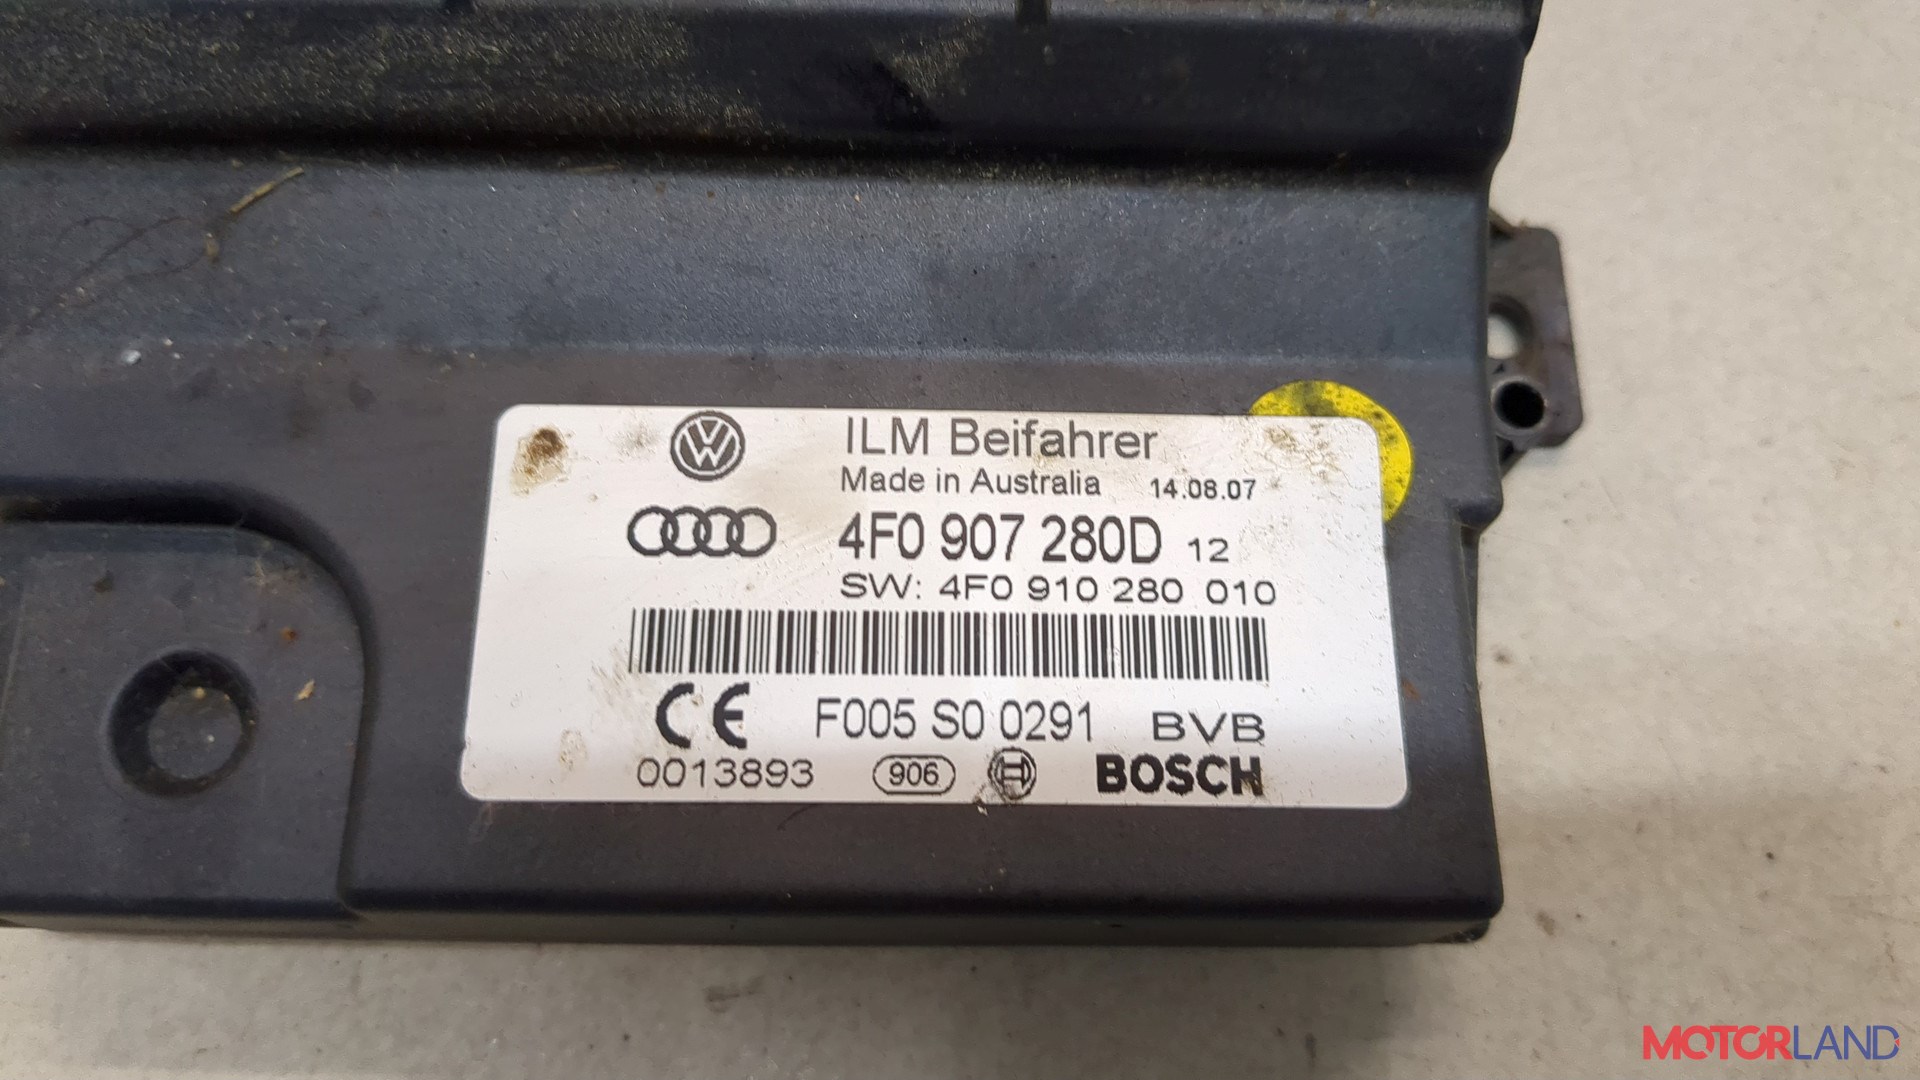 ILM Beifahrer
Made in Australia 14.08.07
4F0 907 280D 12
SW: 4F0 910 280 010
F005 S0 0291 BVB
0013893 906 BOSCH
MOTORLAND